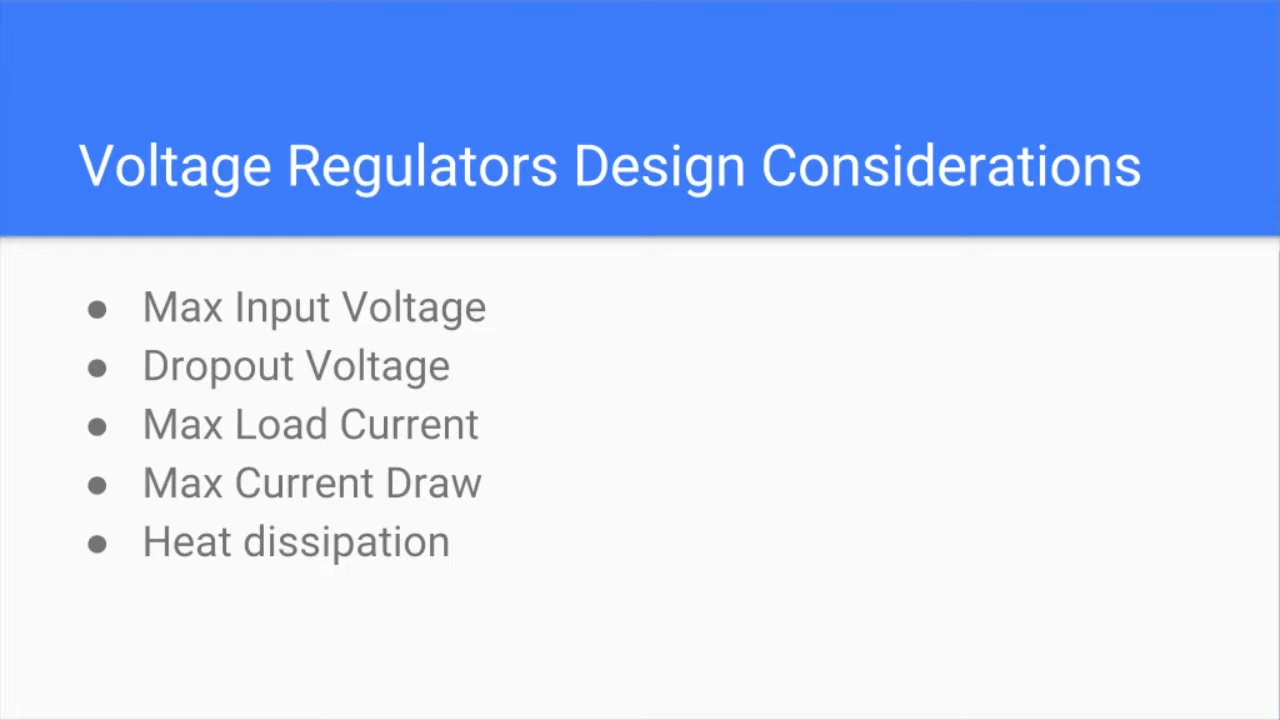 Voltage Regulators Design Considerations
● Max Input Voltage
● Dropout Voltage
● Max Load Current
● Max Current Draw
● Heat dissipation